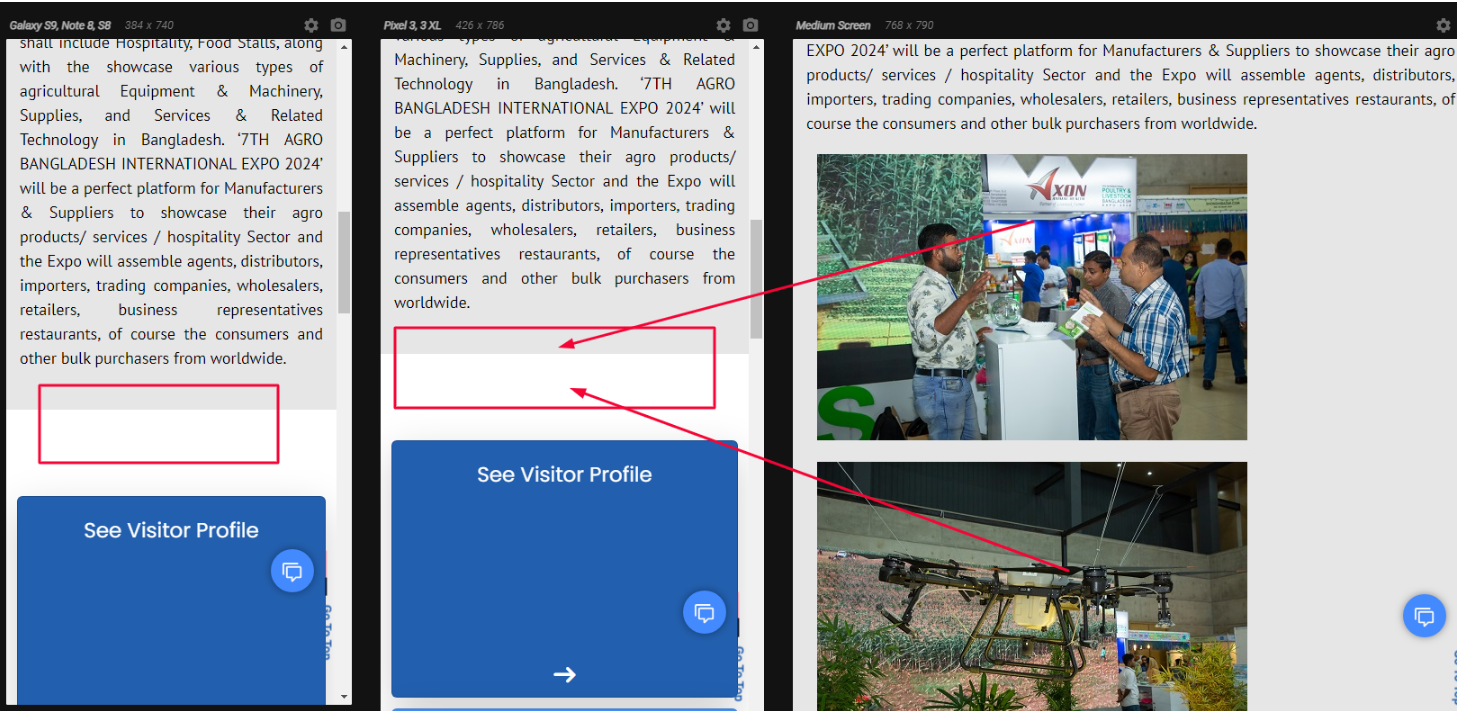 Galaxy S9, Note 8, S8 384 x 740
shall include Hospitality, Food Stalls, along
with the showcase various types of
agricultural Equipment & Machinery,
Supplies, and Services & Related
Technology in Bangladesh. ‘7TH AGRO
BANGLADESH INTERNATIONAL EXPO 2024’
will be a perfect platform for Manufacturers
& Suppliers to showcase their agro
products/ services / hospitality Sector and
the Expo will assemble agents, distributors,
importers, trading companies, wholesalers,
retailers, business representatives
restaurants, of course the consumers and
other bulk purchasers from worldwide.
See Visitor Profile
Go To Top
Pixel 3, 3 XL 426 x 786
various types of agricultural Equipment &
Machinery, Supplies, and Services & Related
Technology in Bangladesh. ‘7TH AGRO
BANGLADESH INTERNATIONAL EXPO 2024’ will
be a perfect platform for Manufacturers &
Suppliers to showcase their agro products/
services / hospitality Sector and the Expo will
assemble agents, distributors, importers, trading
companies, wholesalers, retailers, business
representatives restaurants, of course the
consumers and other bulk purchasers from
worldwide.
See Visitor Profile
Go To Top
Medium Screen 768 x 790
EXPO 2024’ will be a perfect platform for Manufacturers & Suppliers to showcase their agro
products/ services / hospitality Sector and the Expo will assemble agents, distributors,
importers, trading companies, wholesalers, retailers, business representatives restaurants, of
course the consumers and other bulk purchasers from worldwide.
AXON
POULTRY &
LIVESTOCK
BANGLADESH
AXON
S
Go To Top